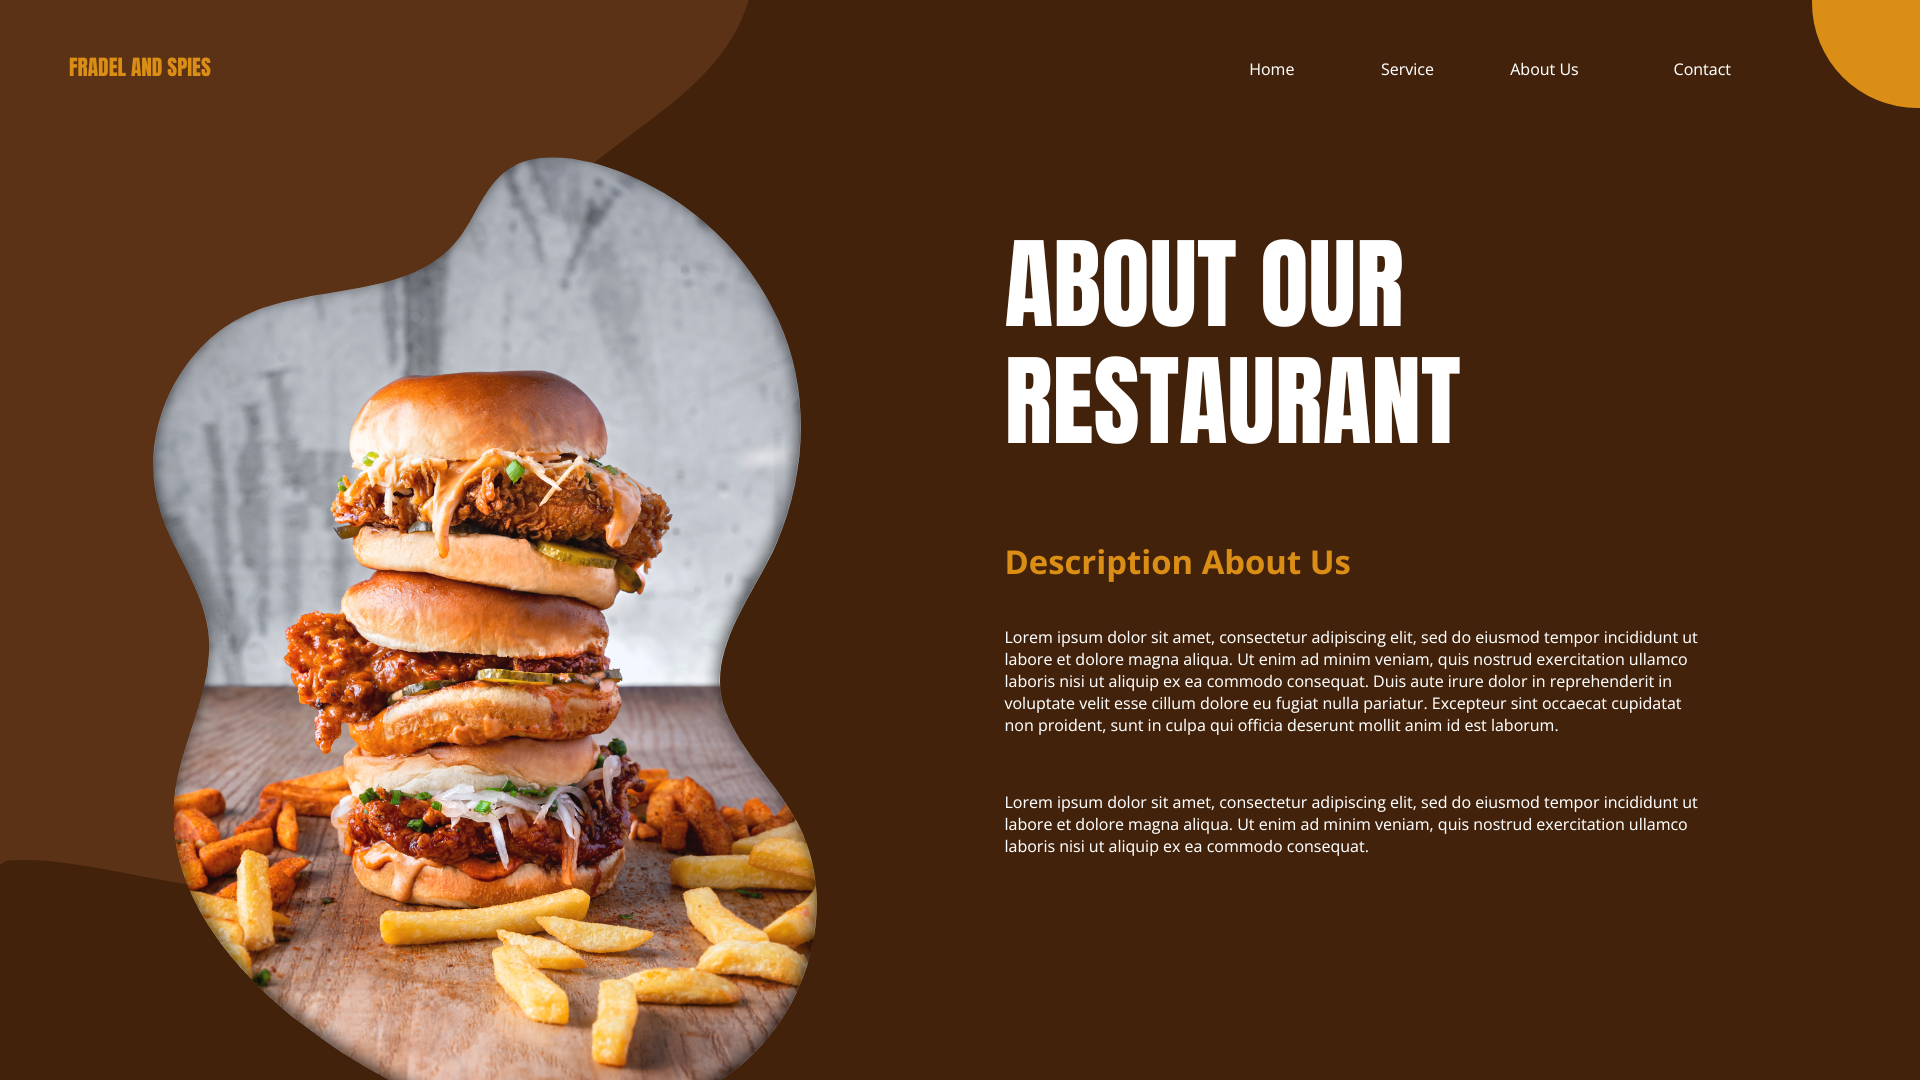 FRADEL AND SPIES
Home Service About Us Contact
ABOUT OUR
RESTAURANT
Description About Us
Lorem ipsum dolor sit amet, consectetur adipiscing elit, sed do eiusmod tempor incididunt ut
labore et dolore magna aliqua. Ut enim ad minim veniam, quis nostrud exercitation ullamco
laboris nisi ut aliquip ex ea commodo consequat. Duis aute irure dolor in reprehenderit in
voluptate velit esse cillum dolore eu fugiat nulla pariatur. Excepteur sint occaecat cupidatat
non proident, sunt in culpa qui officia deserunt mollit anim id est laborum.
Lorem ipsum dolor sit amet, consectetur adipiscing elit, sed do eiusmod tempor incididunt ut
labore et dolore magna aliqua. Ut enim ad minim veniam, quis nostrud exercitation ullamco
laboris nisi ut aliquip ex ea commodo consequat.